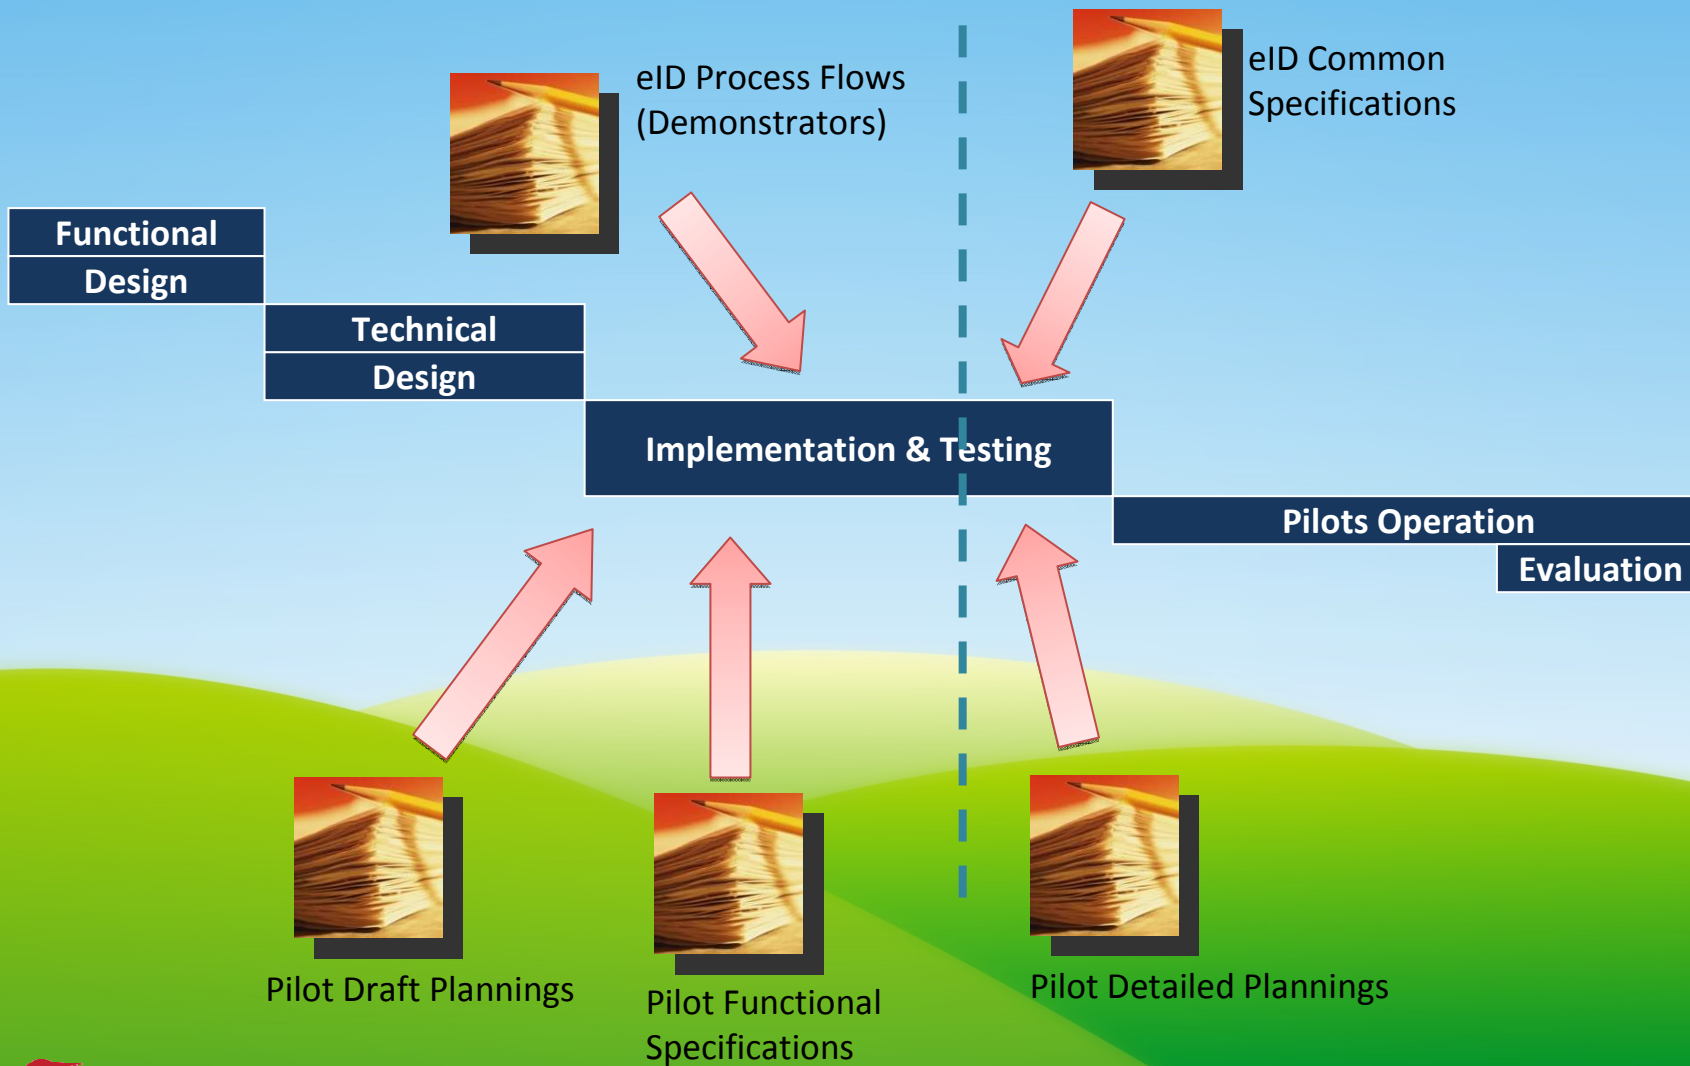 eID Process Flows
(Demonstrators)
eID Common
Specifications
Functional
Design
Technical
Design
Implementation & Testing
Pilots Operation
Evaluation
Pilot Draft Plannings
Pilot Functional
Specifications
Pilot Detailed Plannings